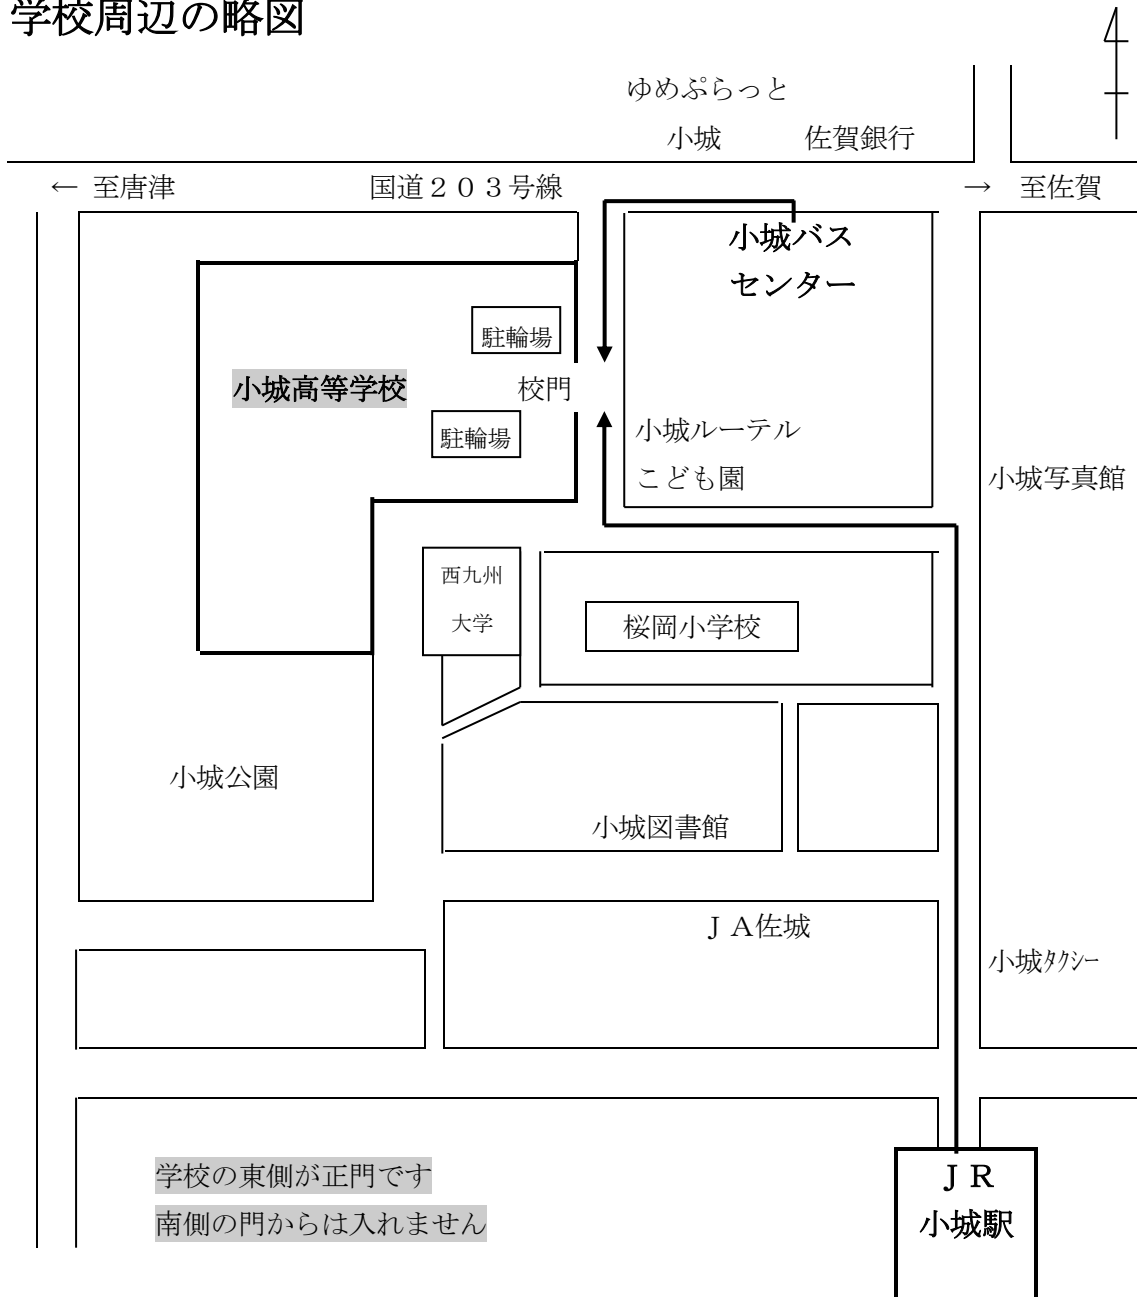 学校周辺の略図
ゆめぷらっと
小城
佐賀銀行
← 至唐津
国道２０３号線
→ 至佐賀
小城バス
センター
駐輪場
小城高等学校
校門
駐輪場
小城ルーテル
こども園
小城写真館
西九州
大学
桜岡小学校
小城公園
小城図書館
ＪＡ佐城
小城ﾀｸｼｰ
学校の東側が正門です
南側の門からは入れません
ＪＲ
小城駅